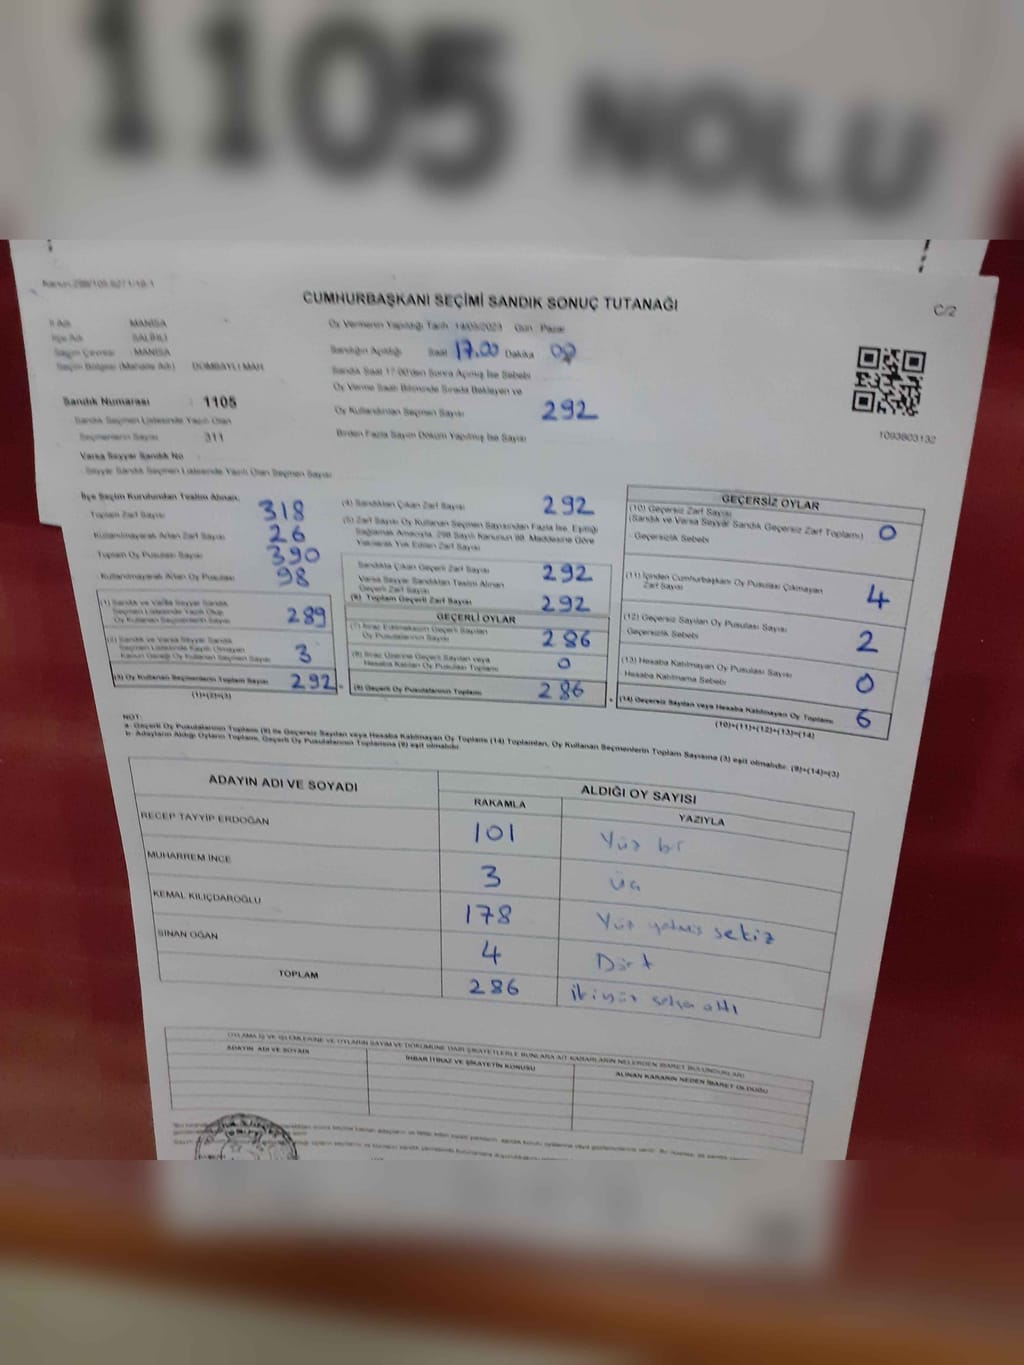 1105 NOLU
CUMHURBAŞKANI SEÇİMİ SANDIK SONUÇ TUTANAĞI
C/2
İl Adı MANİSA
İlçe Adı SALİHLİ
Seçim Çevresi MANİSA
Seçim Bölgesi (Mahalle Adı) DOMBAYLI MAH
Sandık Numarası 1105
Sandık Seçmen Listesinde Yazılı Olan
Seçmenlerin Sayısı 311
Varsa Seyyar Sandık No
Seyyar Sandık Seçmen Listesinde Yazılı Olan Seçmen Sayısı
Oy Vermenin Yapıldığı Tarih 14/05/2023 Gün Pazar
Sandığın Açıldığı Saat 17.00 Dakika 00
Sandık Saat 17:00'den Sonra Açılmış İse Sebebi
Oy Verme Saati Bitiminde Sırada Bekleyen ve
Oy Kullandırılan Seçmen Sayısı 292
Birden Fazla Sayım Döküm Yapılmış İse Sayısı
1093803132
İlçe Seçim Kurulundan Teslim Alınan;
Toplam Zarf Sayısı 318
Kullanılmayarak Artan Zarf Sayısı 26
Toplam Oy Pusulası Sayısı 390
Kullanılmayarak Artan Oy Pusulası 98
(1) Sandık ve Varsa Seyyar Sandık
Seçmen Listesinde Yazılı Olup
Oy Kullanan Seçmenlerin Sayısı 289
(2) Sandık ve Varsa Seyyar Sandık
Seçmen Listesinde Kayıtlı Olmayan
Kanun Gereği Oy Kullanan Seçmen Sayısı 3
(3) Oy Kullanan Seçmenlerin Toplam Sayısı 292
(1)+(2)=(3)
(4) Sandıktan Çıkan Zarf Sayısı 292
(5) Zarf Sayısı Oy Kullanan Seçmen Sayısından Fazla İse, Eşitliği
Sağlamak Amacıyla, 298 Sayılı Kanunun 98. Maddesine Göre
Yakılarak Yok Edilen Zarf Sayısı
Sandıkta Çıkan Geçerli Zarf Sayısı 292
Varsa Seyyar Sandıktan Teslim Alınan
Geçerli Zarf Sayısı
(6) Toplam Geçerli Zarf Sayısı 292
GEÇERLİ OYLAR
(7) İtiraz Edilmeksizin Geçerli Sayılan
Oy Pusulalarının Sayısı 286
(8) İtiraz Üzerine Geçerli Sayılan veya
Hesaba Katılan Oy Pusulaları Toplamı 0
(9) Geçerli Oy Pusulalarının Toplamı 286
GEÇERSİZ OYLAR
(10) Geçersiz Zarf Sayısı
(Sandık ve Varsa Seyyar Sandık Geçersiz Zarf Toplamı) 0
Geçersizlik Sebebi
(11) İçinden Cumhurbaşkanı Oy Pusulası Çıkmayan
Zarf Sayısı 4
(12) Geçersiz Sayılan Oy Pusulası Sayısı 2
Geçersizlik Sebebi
(13) Hesaba Katılmayan Oy Pusulası Sayısı 0
Hesaba Katılmama Sebebi
(14) Geçersiz Sayılan veya Hesaba Katılmayan Oy Toplamı 6
(10)+(11)+(12)+(13)=(14)
NOT:
a- Geçerli Oy Pusulalarının Toplamı (9) ile Geçersiz Sayılan veya Hesaba Katılmayan Oy Toplamı (14) Toplamları, Oy Kullanan Seçmenlerin Toplam Sayısına (3) eşit olmalıdır. (9)+(14)=(3)
b- Adayların Aldığı Oyların Toplamı, Geçerli Oy Pusulalarının Toplamına (9) eşit olmalıdır.
ADAYIN ADI VE SOYADI ALDIĞI OY SAYISI
RAKAMLA YAZIYLA
RECEP TAYYİP ERDOĞAN 101 Yüz bir
MUHARREM İNCE 3 Üç
KEMAL KILIÇDAROĞLU 178 Yüz yetmiş sekiz
SİNAN OĞAN 4 Dört
TOPLAM 286 ikiyüz seksen altı
OYLAMA İŞ VE İŞLEMLERİNE VE OYLARIN SAYIM VE DÖKÜMÜNE DAİR ŞİKAYETLERLE BUNLARA AİT KARARLARIN NELERDEN İBARET BULUNDUKLARI
ADAYIN ADI VE SOYADI İHBAR İTİRAZ VE ŞİKAYETİN KONUSU ALINAN KARARIN NEDEN İBARET OLDUĞU